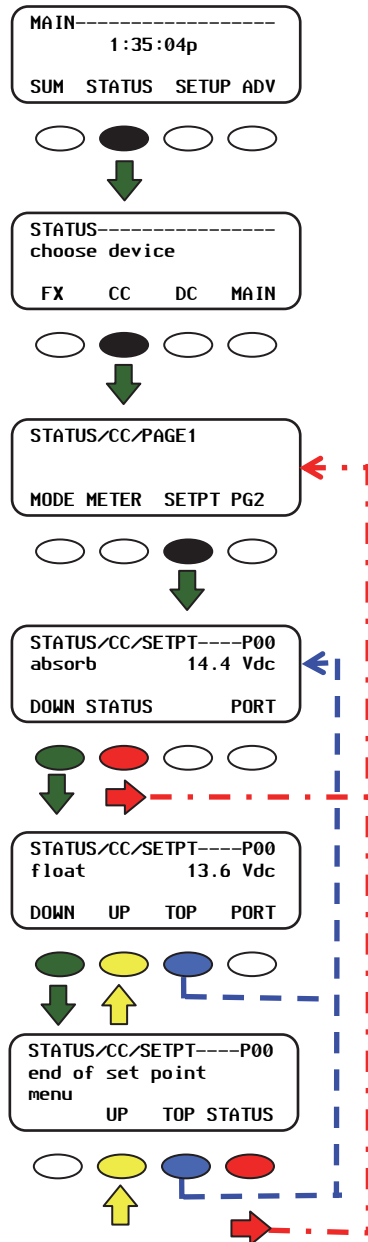 MAIN-------------------
1:35:04p
SUM STATUS SETUP ADV
STATUS-----------------
choose device
FX CC DC MAIN
STATUS/CC/PAGE1
MODE METER SETPT PG2
STATUS/CC/SETPT----P00
absorb 14.4 Vdc
DOWN STATUS PORT
STATUS/CC/SETPT----P00
float 13.6 Vdc
DOWN UP TOP PORT
STATUS/CC/SETPT----P00
end of set point
menu
UP TOP STATUS